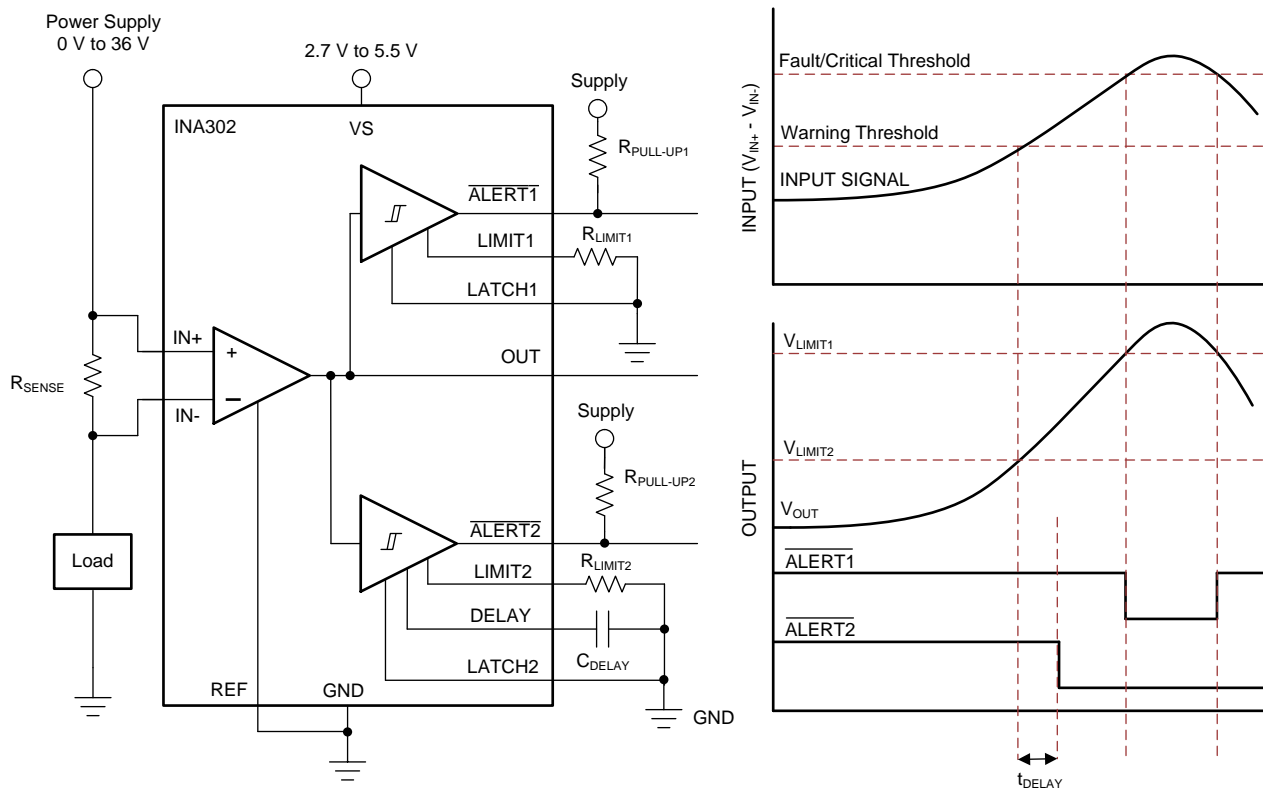 Power Supply
0 V to 36 V
2.7 V to 5.5 V
Supply
INA302
VS
RPULL-UP1
ALERT1
LIMIT1
RLIMIT1
LATCH1
IN+
+
OUT
RSENSE
IN-
–
Supply
RPULL-UP2
ALERT2
LIMIT2
RLIMIT2
Load
DELAY
CDELAY
LATCH2
REF
GND
GND
INPUT (VIN+ - VIN-)
Fault/Critical Threshold
Warning Threshold
INPUT SIGNAL
OUTPUT
VLIMIT1
VLIMIT2
VOUT
ALERT1
ALERT2
tDELAY